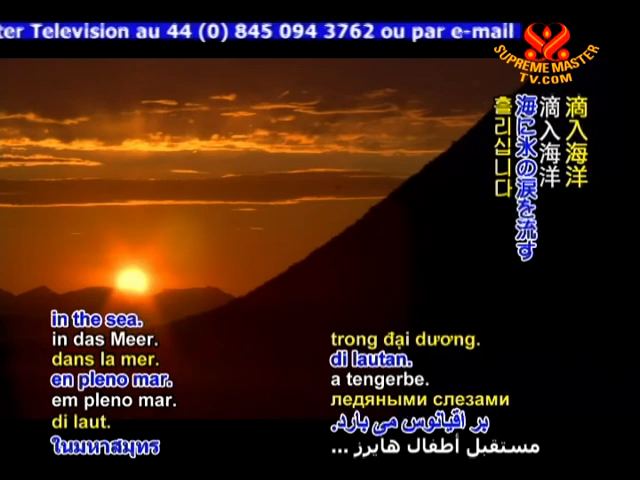 ter Television au 44 (0) 845 094 3762 ou par e-mail
SUPREME MASTER
TV.COM
滴入海洋
滴入海洋
海に氷の涙を流す
흘리십니다
in the sea.
in das Meer.
dans la mer.
en pleno mar.
em pleno mar.
di laut.
ในมหาสมุทร
trong đại dương.
di lautan.
a tengerbe.
ледяными слезами
بر اقیانوس می بارد.
مستقبل أطفال هايرز ...